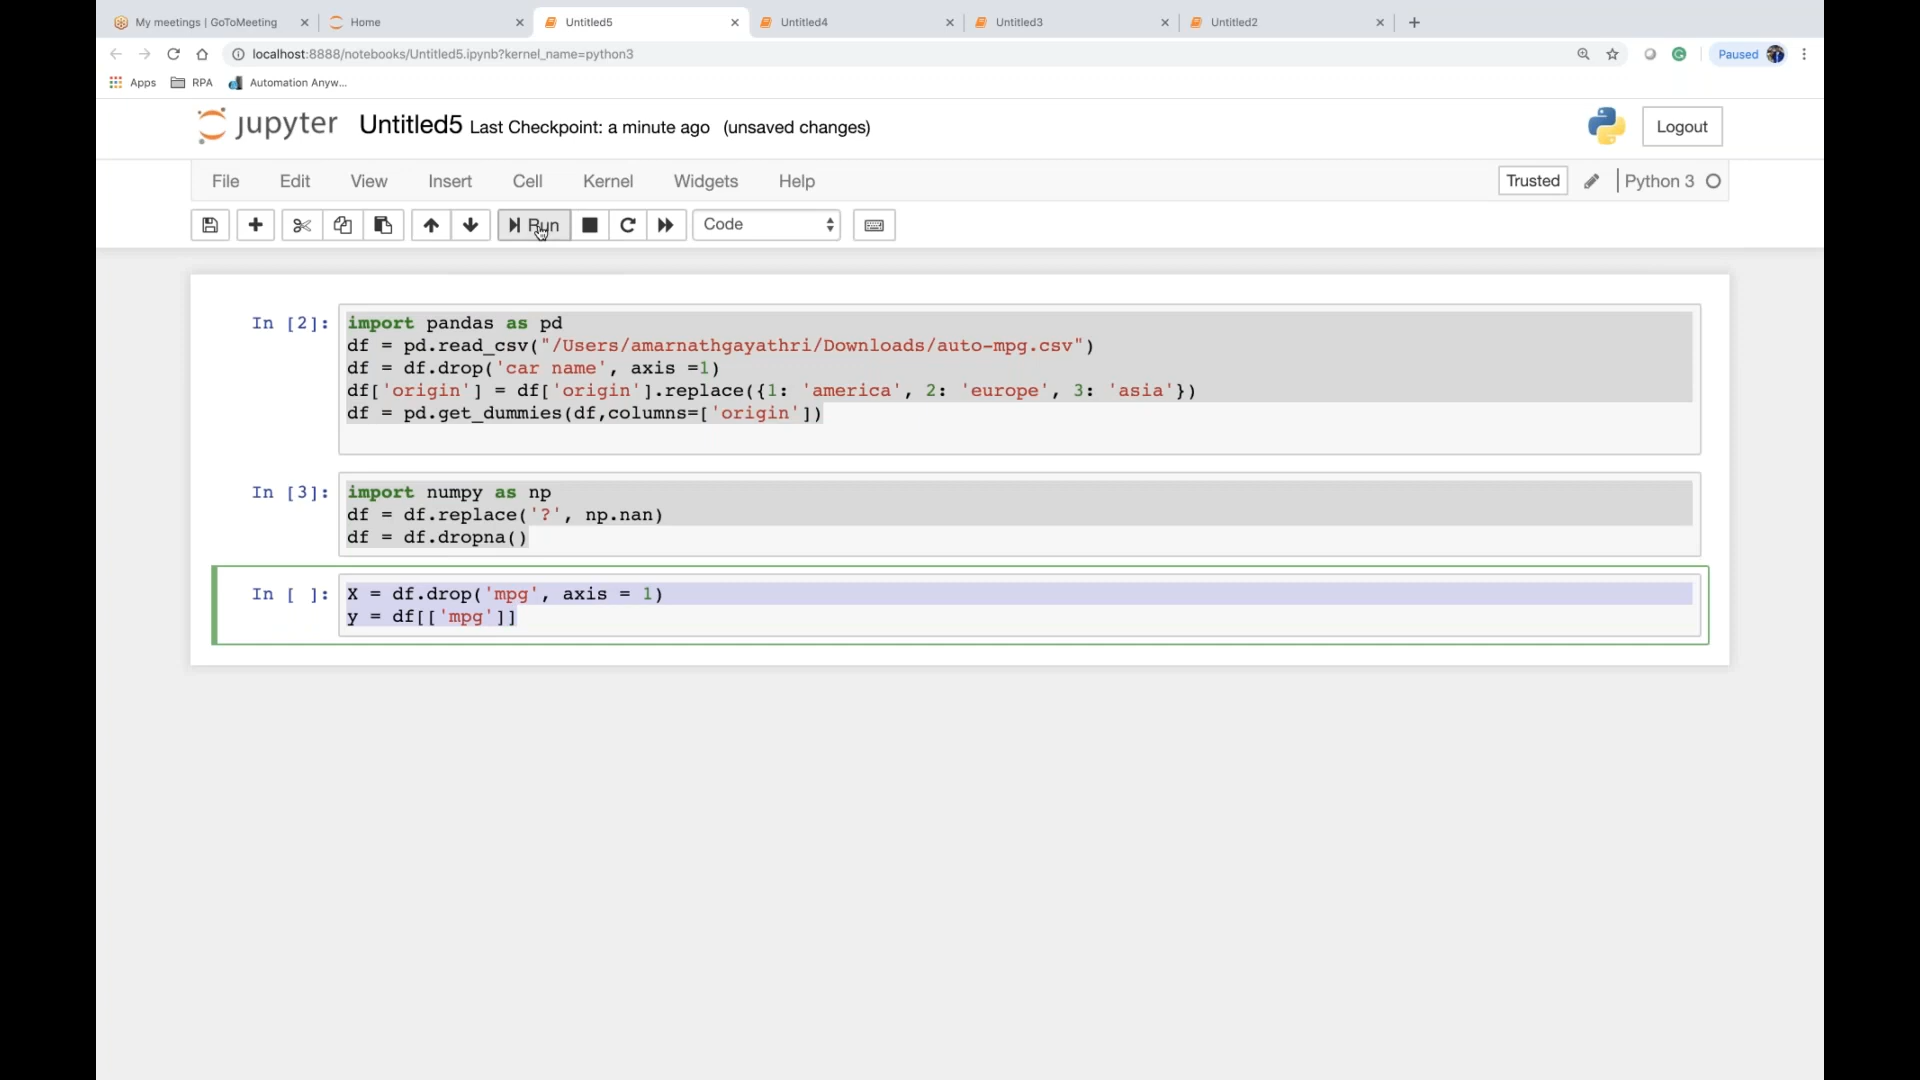 My meetings | GoToMeeting
Home
Untitled5
Untitled4
Untitled3
Untitled2
localhost:8888/notebooks/Untitled5.ipynb?kernel_name=python3
Paused
Apps
RPA
Automation Anyw...
jupyter
Untitled5 Last Checkpoint: a minute ago (unsaved changes)
Logout
File Edit View Insert Cell Kernel Widgets Help
Trusted
Python 3
Run
Code
In [2]:
import pandas as pd
df = pd.read_csv("/Users/amarnathgayathri/Downloads/auto-mpg.csv")
df = df.drop('car name', axis =1)
df['origin'] = df['origin'].replace({1: 'america', 2: 'europe', 3: 'asia'})
df = pd.get_dummies(df,columns=['origin'])
In [3]:
import numpy as np
df = df.replace('?', np.nan)
df = df.dropna()
In [ ]:
X = df.drop('mpg', axis = 1)
y = df[['mpg']]